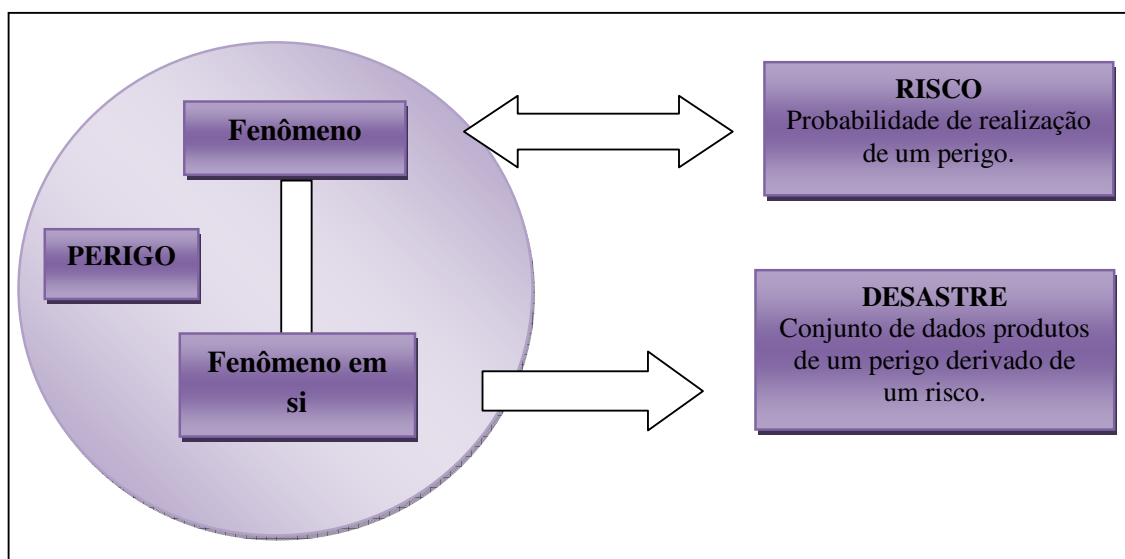 Fenômeno
PERIGO
Fenômeno em
si
RISCO
Probabilidade de realização
de um perigo.
DESASTRE
Conjunto de dados produtos
de um perigo derivado de
um risco.